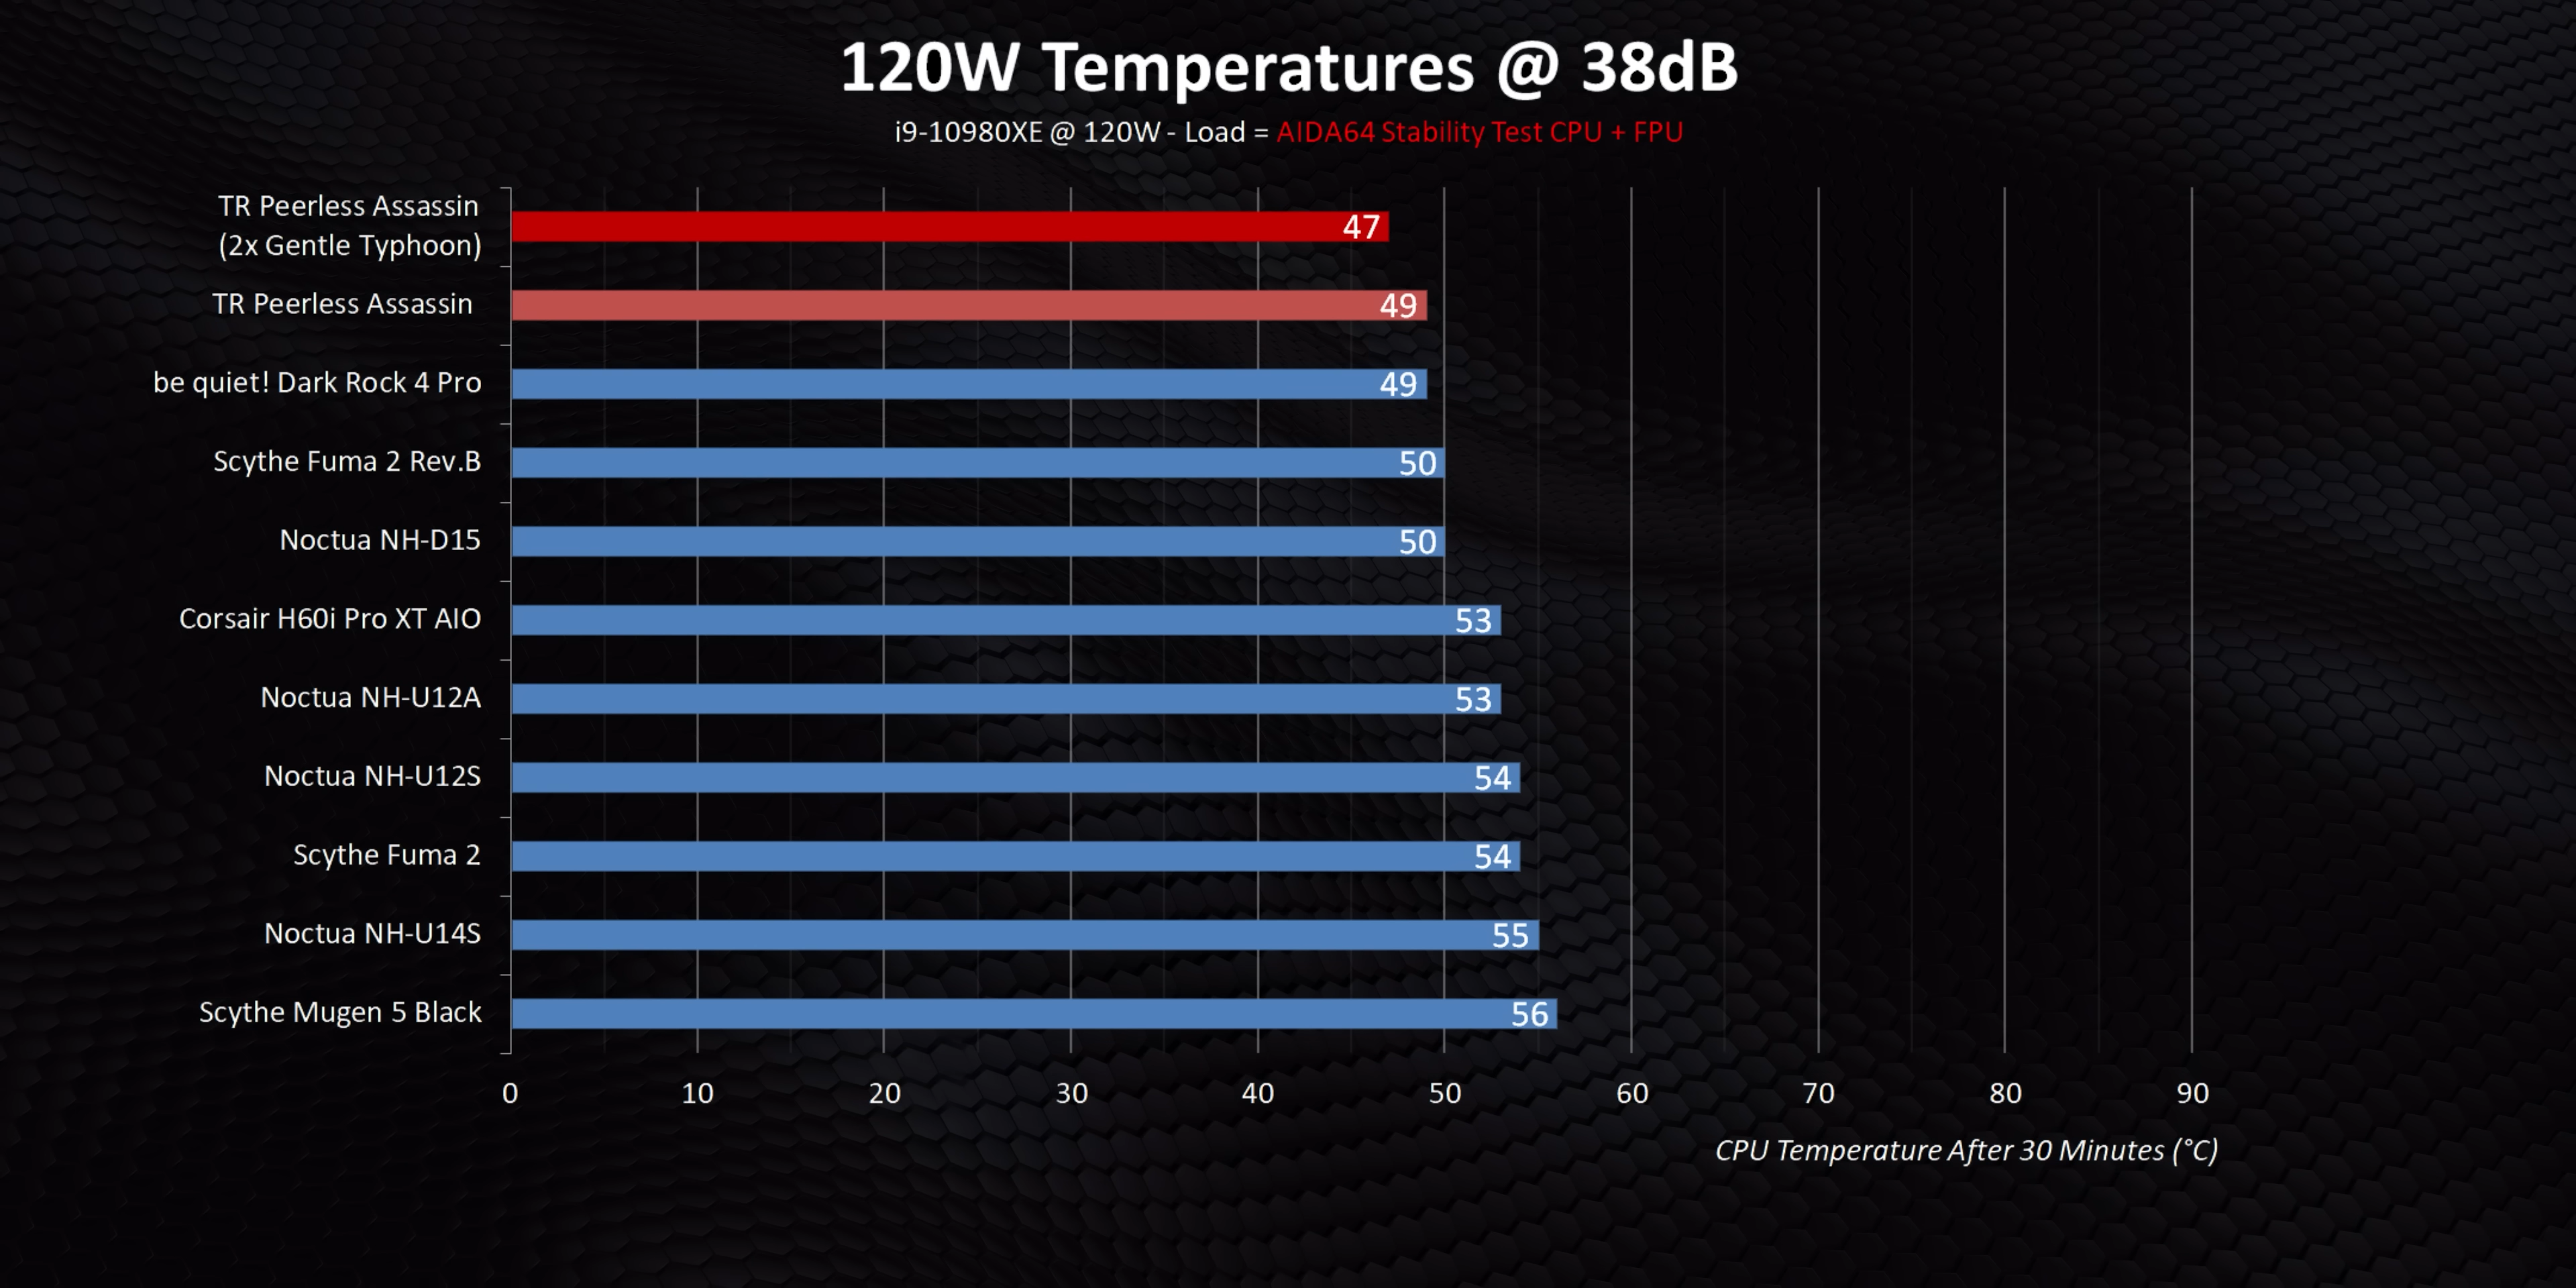 120W Temperatures @ 38dB
i9-10980XE @ 120W - Load = AIDA64 Stability Test CPU + FPU
TR Peerless Assassin
(2x Gentle Typhoon)
47
TR Peerless Assassin
49
be quiet! Dark Rock 4 Pro
49
Scythe Fuma 2 Rev.B
50
Noctua NH-D15
50
Corsair H60i Pro XT AIO
53
Noctua NH-U12A
53
Noctua NH-U12S
54
Scythe Fuma 2
54
Noctua NH-U14S
55
Scythe Mugen 5 Black
56
0 10 20 30 40 50 60 70 80 90
CPU Temperature After 30 Minutes (°C)